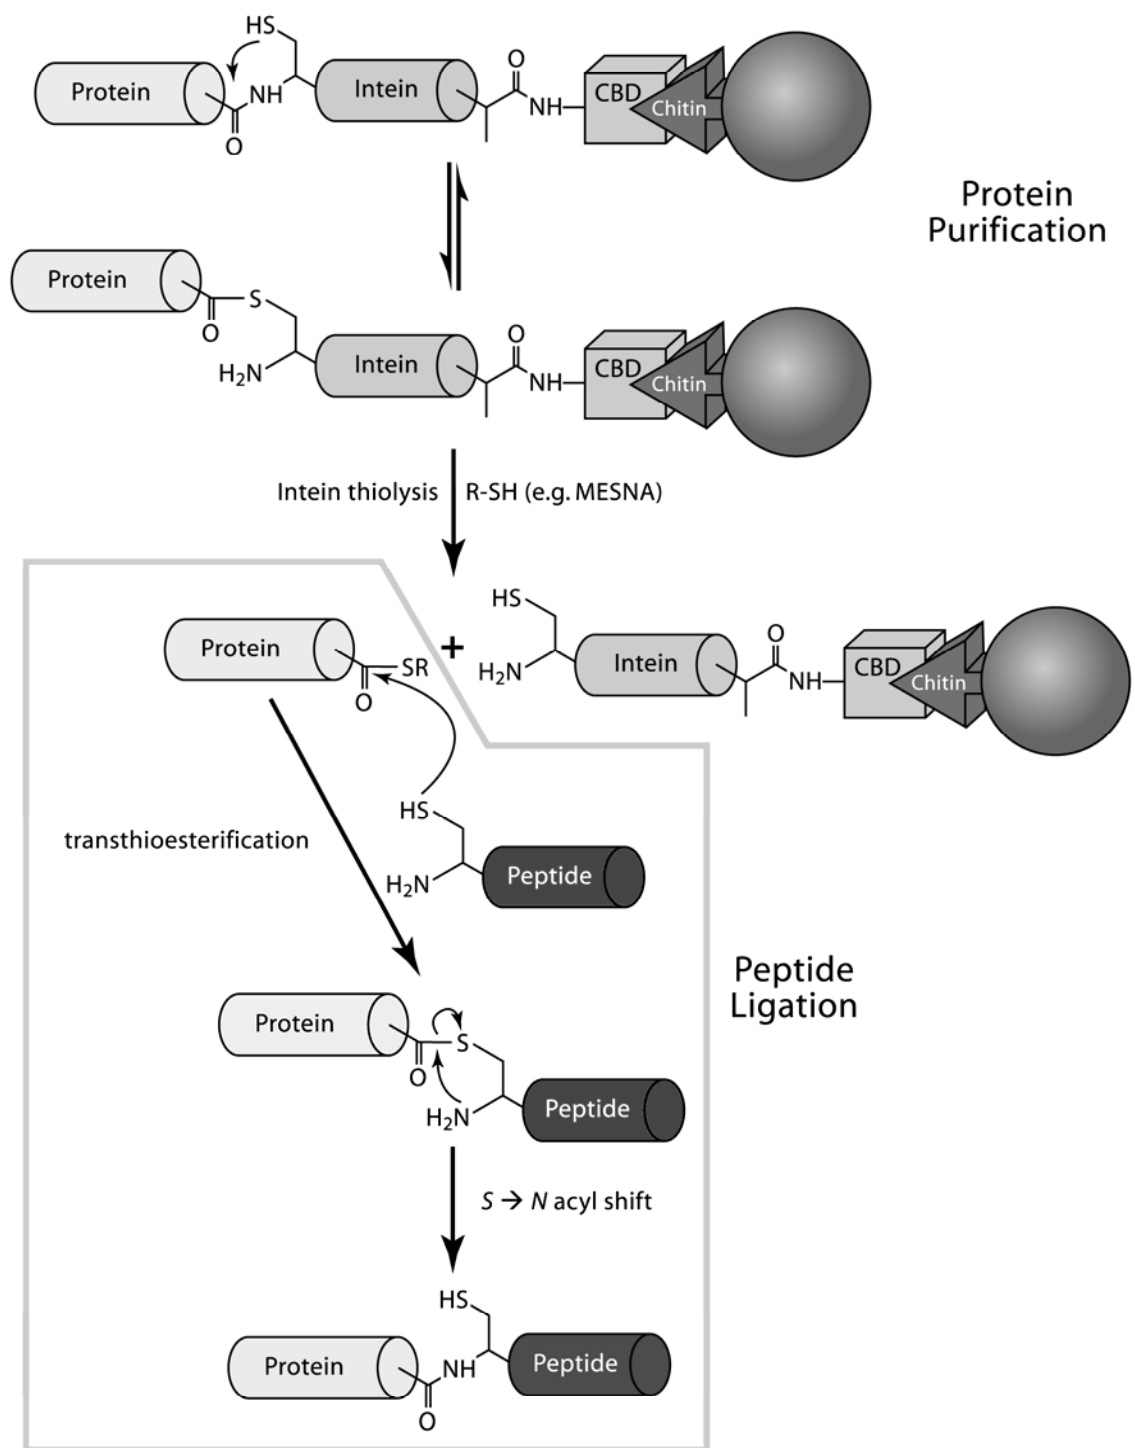 HS
Protein
NH
O
Intein
O
NH
CBD
Chitin
Protein
Purification
Protein
O
S
H₂N
Intein
O
NH
CBD
Chitin
Intein thiolysis
R-SH (e.g. MESNA)
Protein
O
SR
+
HS
H₂N
Intein
O
NH
CBD
Chitin
transthioesterification
HS
H₂N
Peptide
Peptide
Ligation
Protein
O
S
H₂N
Peptide
S → N acyl shift
HS
Protein
O
NH
Peptide